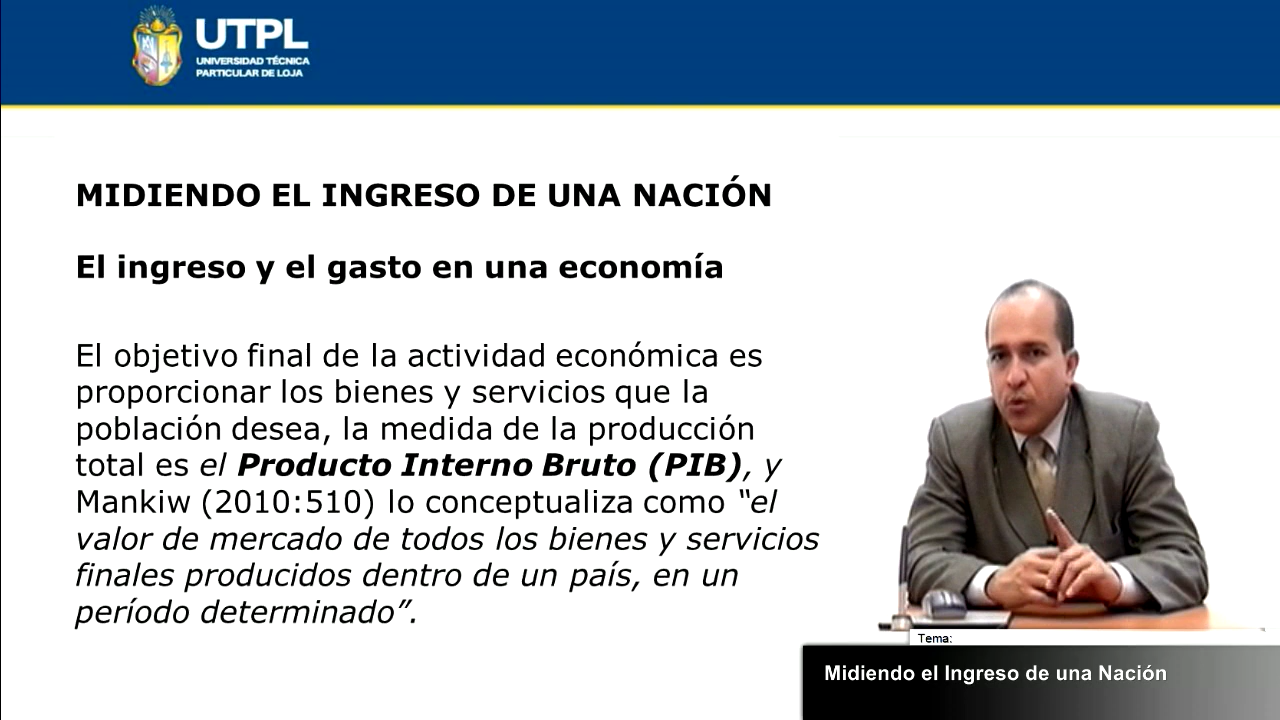 UTPL
UNIVERSIDAD TÉCNICA
PARTICULAR DE LOJA
MIDIENDO EL INGRESO DE UNA NACIÓN
El ingreso y el gasto en una economía
El objetivo final de la actividad económica es
proporcionar los bienes y servicios que la
población desea, la medida de la producción
total es el Producto Interno Bruto (PIB), y
Mankiw (2010:510) lo conceptualiza como “el
valor de mercado de todos los bienes y servicios
finales producidos dentro de un país, en un
período determinado”.
Tema:
Midiendo el Ingreso de una Nación